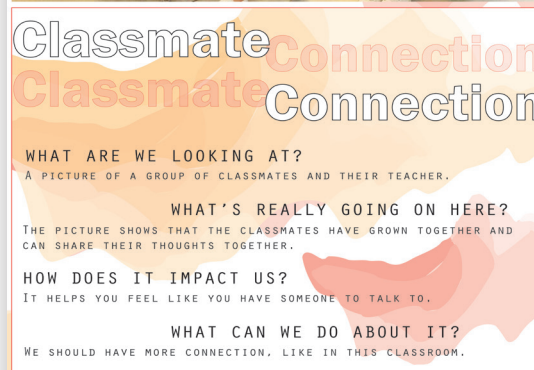 Classmate Connection
Classmate Connection
WHAT ARE WE LOOKING AT?
A PICTURE OF A GROUP OF CLASSMATES AND THEIR TEACHER.
WHAT'S REALLY GOING ON HERE?
THE PICTURE SHOWS THAT THE CLASSMATES HAVE GROWN TOGETHER AND
CAN SHARE THEIR THOUGHTS TOGETHER.
HOW DOES IT IMPACT US?
IT HELPS YOU FEEL LIKE YOU HAVE SOMEONE TO TALK TO.
WHAT CAN WE DO ABOUT IT?
WE SHOULD HAVE MORE CONNECTION, LIKE IN THIS CLASSROOM.